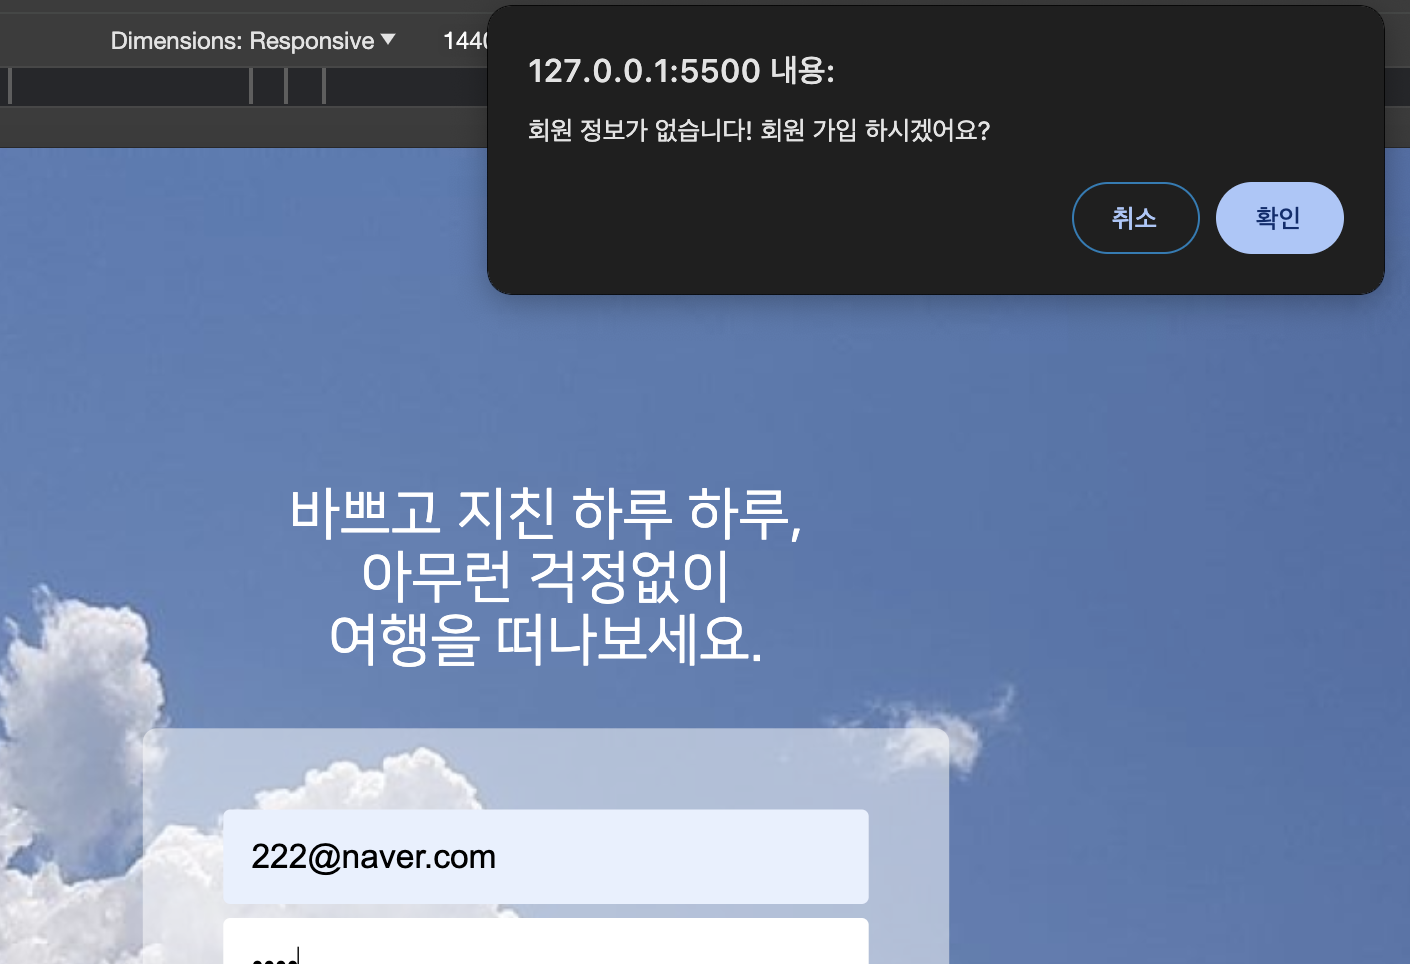 Dimensions: Responsive ▼
127.0.0.1:5500 내용:
회원 정보가 없습니다! 회원 가입 하시겠어요?
취소
확인
바쁘고 지친 하루 하루,
아무런 걱정없이
여행을 떠나보세요.
222@naver.com